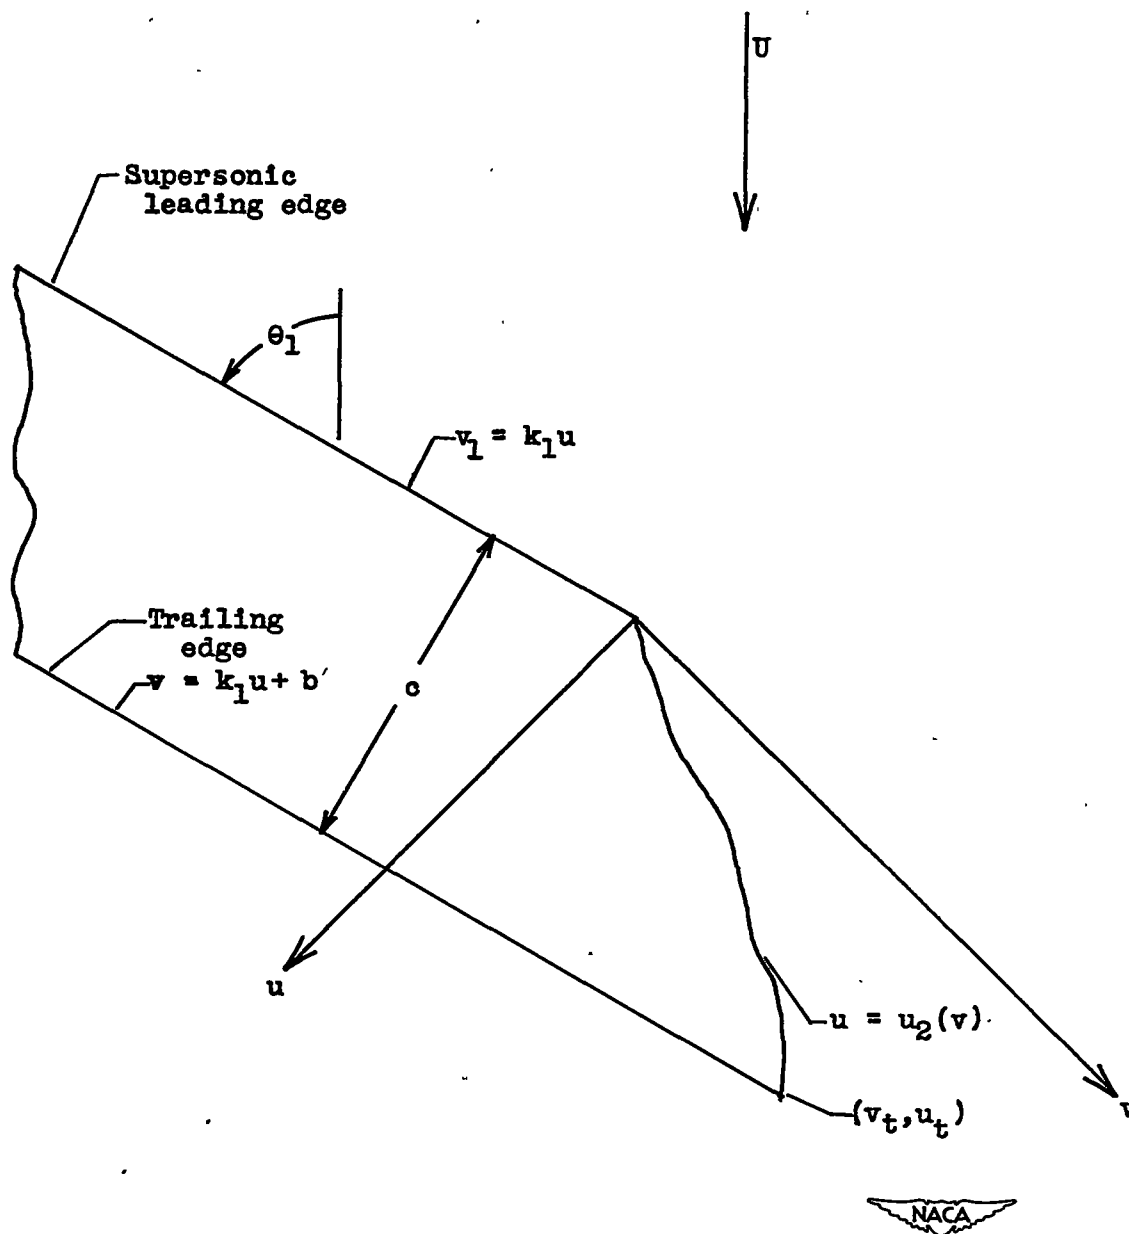 U
Supersonic
leading edge
θ1
v1 = k1u
Trailing
edge
v = k1u + b'
c
u
u = u2(v)
(vt,ut)
v
NACA